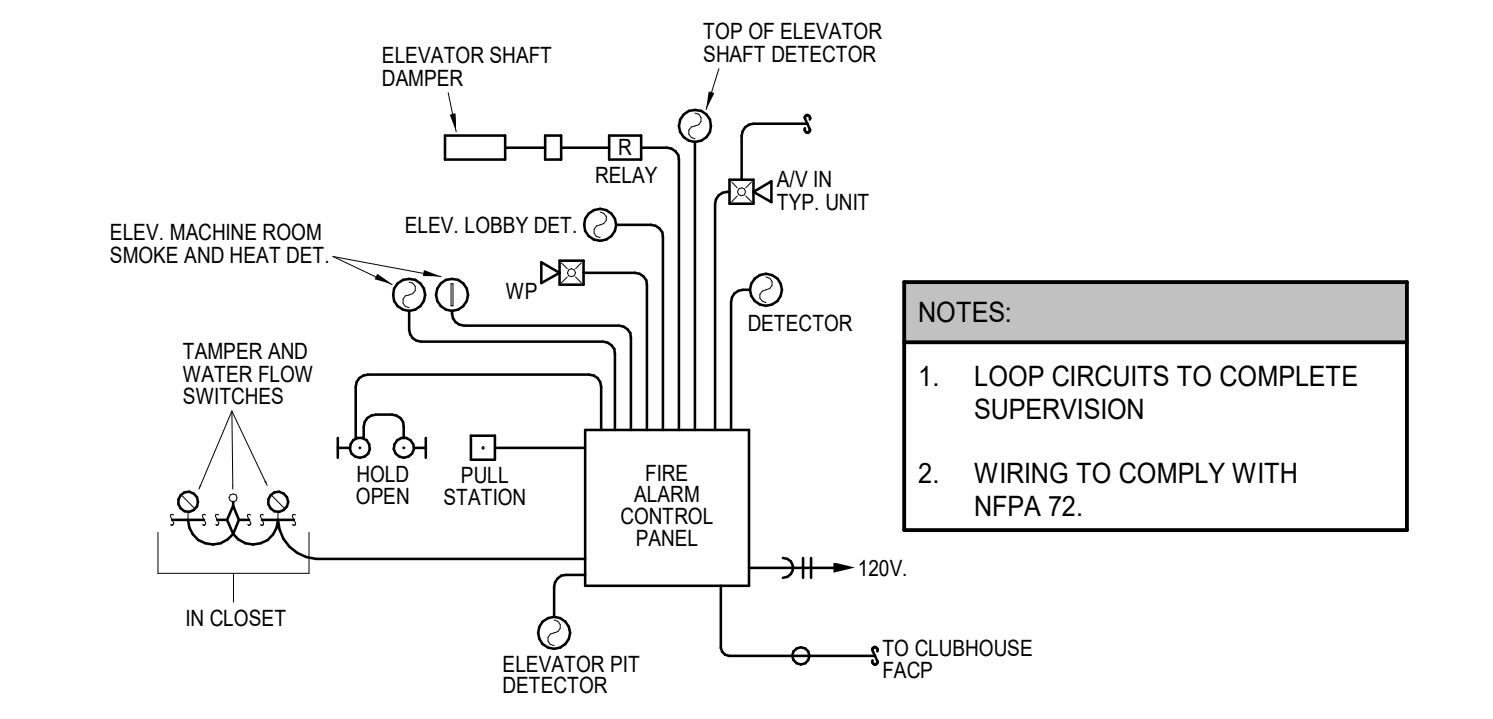 TOP OF ELEVATOR
SHAFT DETECTOR
ELEVATOR SHAFT
DAMPER
R
RELAY
A/V IN
TYP. UNIT
ELEV. LOBBY DET.
ELEV. MACHINE ROOM
SMOKE AND HEAT DET.
WP
DETECTOR
NOTES:
1. LOOP CIRCUITS TO COMPLETE
SUPERVISION
2. WIRING TO COMPLY WITH
NFPA 72.
TAMPER AND
WATER FLOW
SWITCHES
HOLD
OPEN
PULL
STATION
FIRE
ALARM
CONTROL
PANEL
120V.
IN CLOSET
ELEVATOR PIT
DETECTOR
TO CLUBHOUSE
FACP